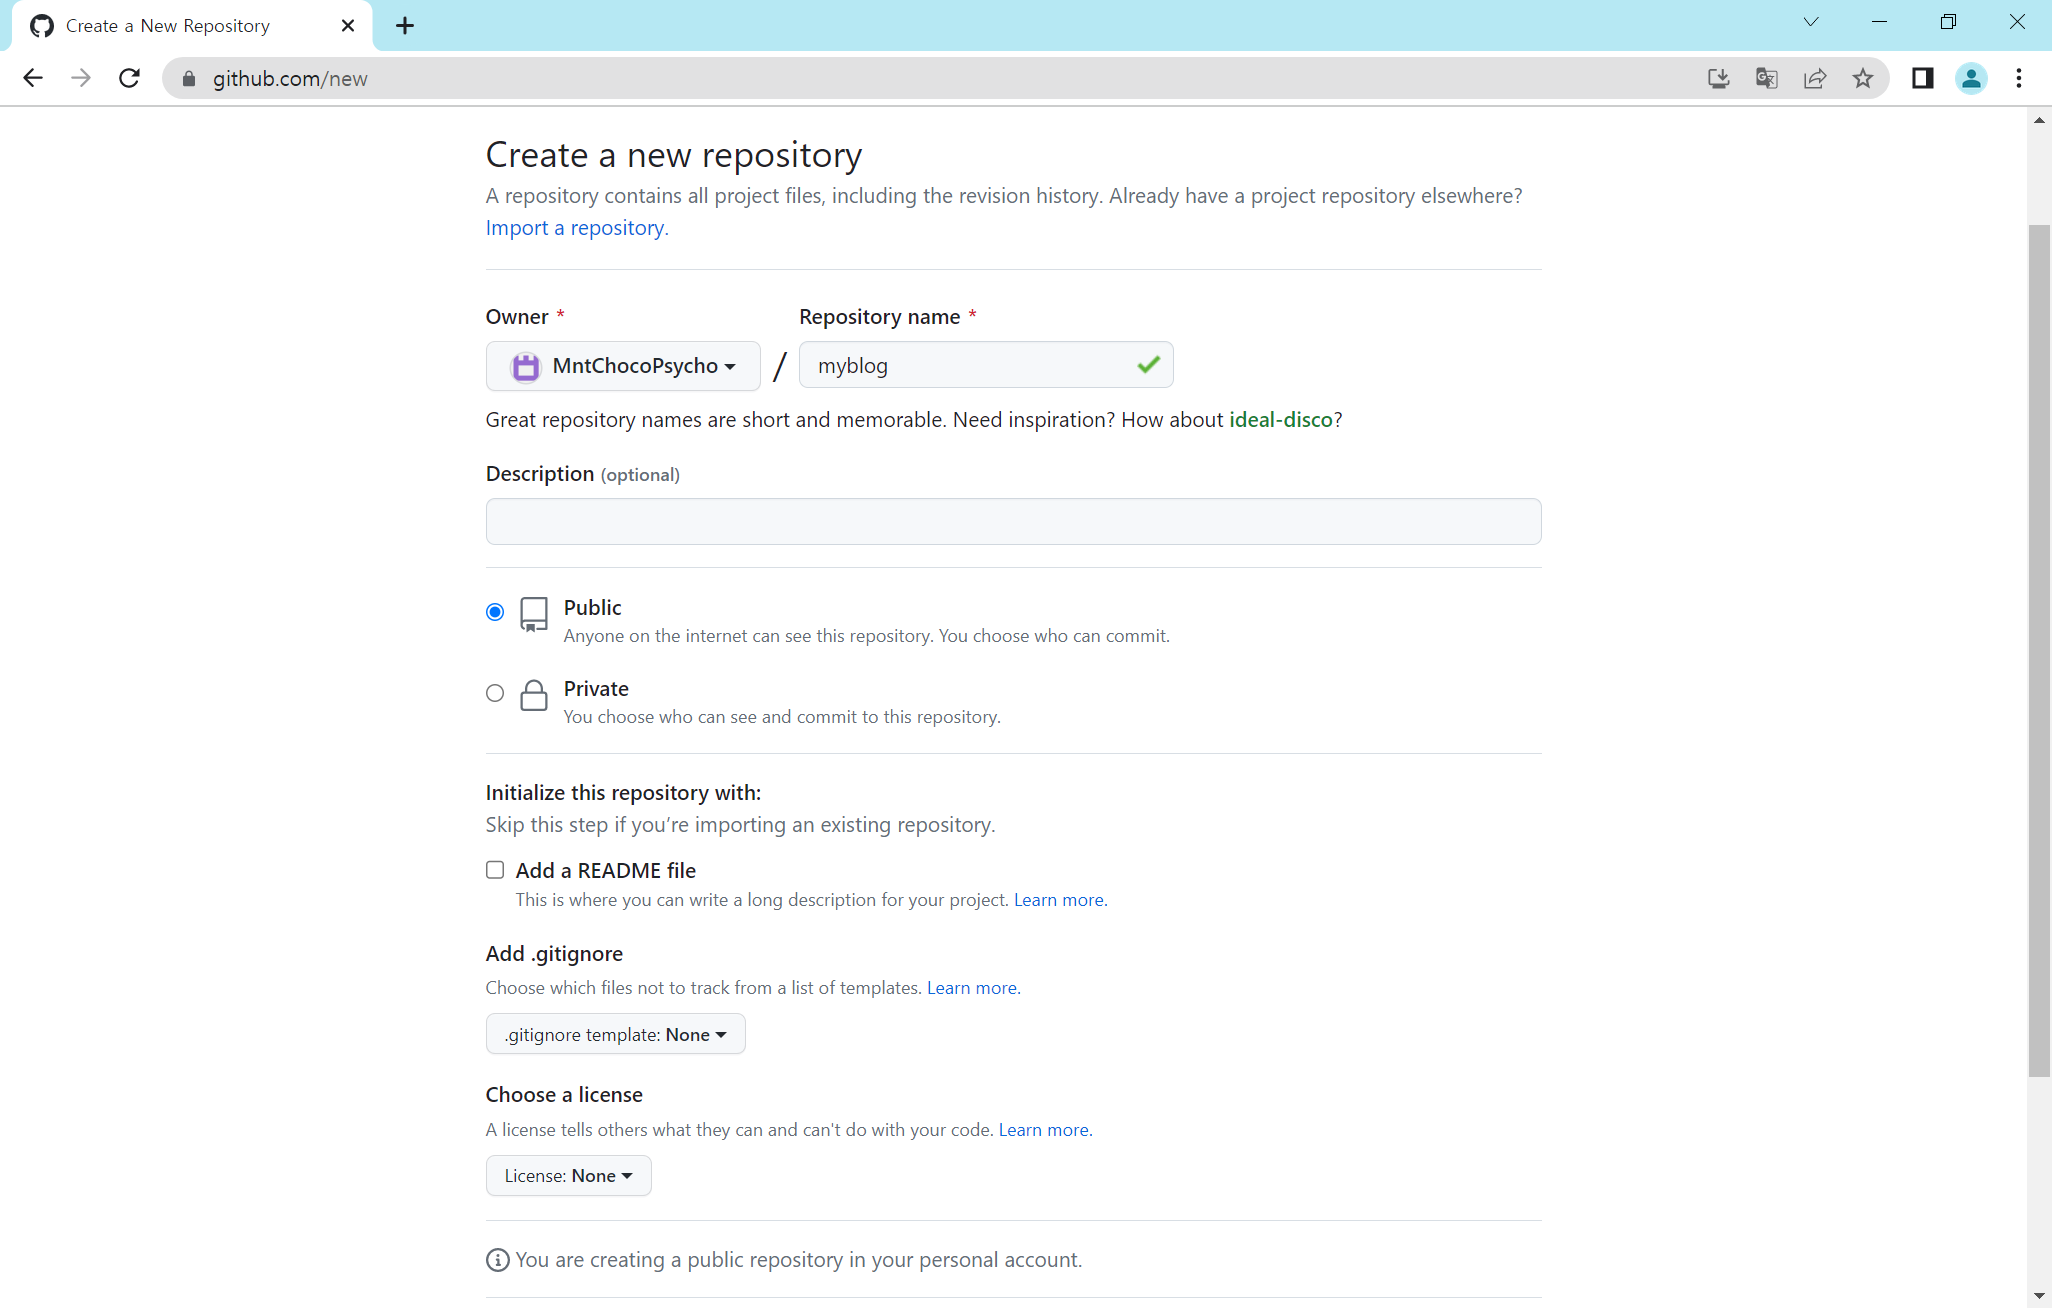 Create a New Repository
github.com/new
Create a new repository
A repository contains all project files, including the revision history. Already have a project repository elsewhere?
Import a repository.
Owner * Repository name *
MntChocoPsycho / myblog
Great repository names are short and memorable. Need inspiration? How about ideal-disco?
Description (optional)
Public
Anyone on the internet can see this repository. You choose who can commit.
Private
You choose who can see and commit to this repository.
Initialize this repository with:
Skip this step if you’re importing an existing repository.
Add a README file
This is where you can write a long description for your project. Learn more.
Add .gitignore
Choose which files not to track from a list of templates. Learn more.
.gitignore template: None
Choose a license
A license tells others what they can and can't do with your code. Learn more.
License: None
You are creating a public repository in your personal account.